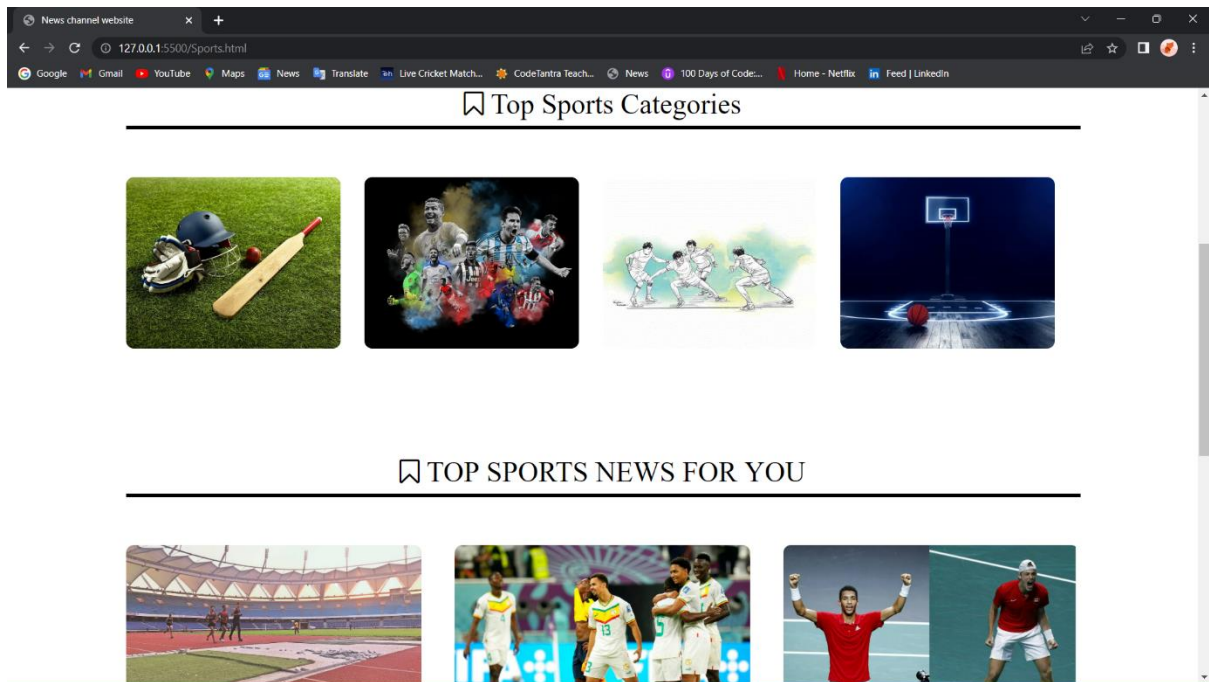 News channel website
127.0.0.1:5500/Sports.html
Google Gmail YouTube Maps News Translate Live Cricket Match... CodeTantra Teach... News 100 Days of Code:... Home - Netflix Feed | LinkedIn
Top Sports Categories
TOP SPORTS NEWS FOR YOU
13
5